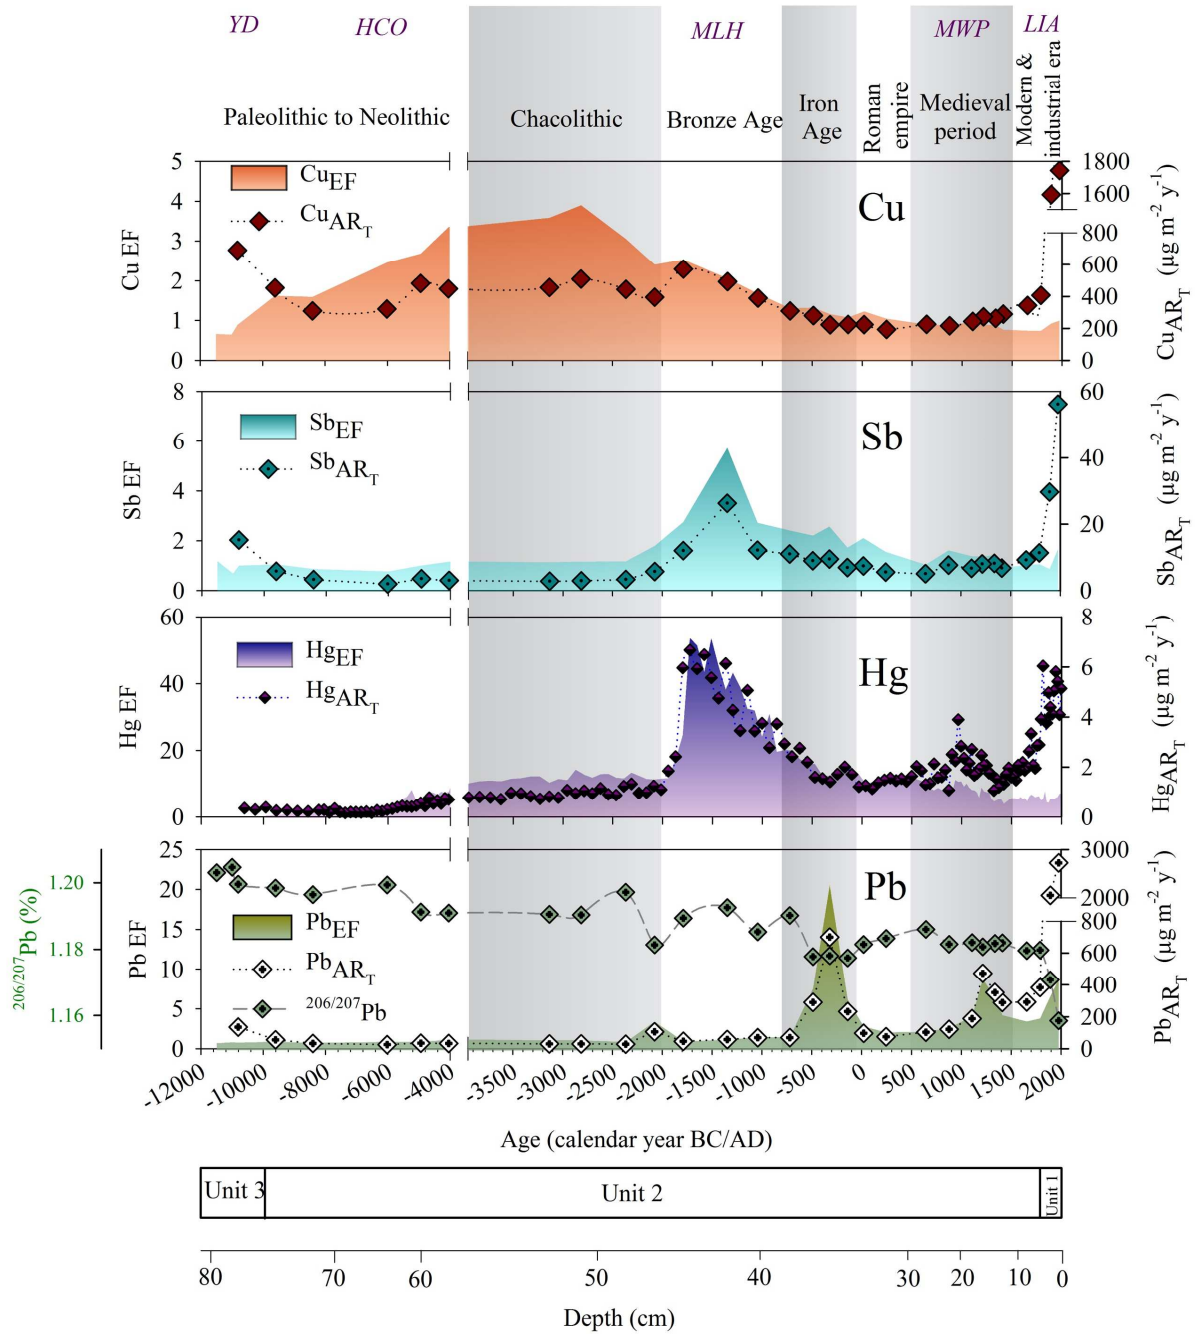 YD HCO MLH MWP LIA
Paleolithic to Neolithic
Chacolithic
Bronze Age
Iron
Age
Roman
empire
Medieval
period
Modern &
industrial era
5
4
3
2
1
0
Cu EF
CuEF
CuART
Cu
1800
1600
800
600
400
200
0
CuART (µg m-2 y-1)
8
6
4
2
0
Sb EF
SbEF
SbART
Sb
60
40
20
0
SbART (µg m-2 y-1)
60
40
20
0
Hg EF
HgEF
HgART
Hg
8
6
4
2
0
HgART (µg m-2 y-1)
206/207Pb (%)
1.20
1.18
1.16
25
20
15
10
5
0
Pb EF
PbEF
PbART
206/207Pb
Pb
3000
2000
800
600
400
200
0
PbART (µg m-2 y-1)
-12000 -10000 -8000 -6000 -4000 -3500 -3000 -2500 -2000 -1500 -1000 -500 0 500 1000 1500 2000
Age (calendar year BC/AD)
Unit 3 Unit 2 Unit 1
80 70 60 50 40 30 20 10 0
Depth (cm)